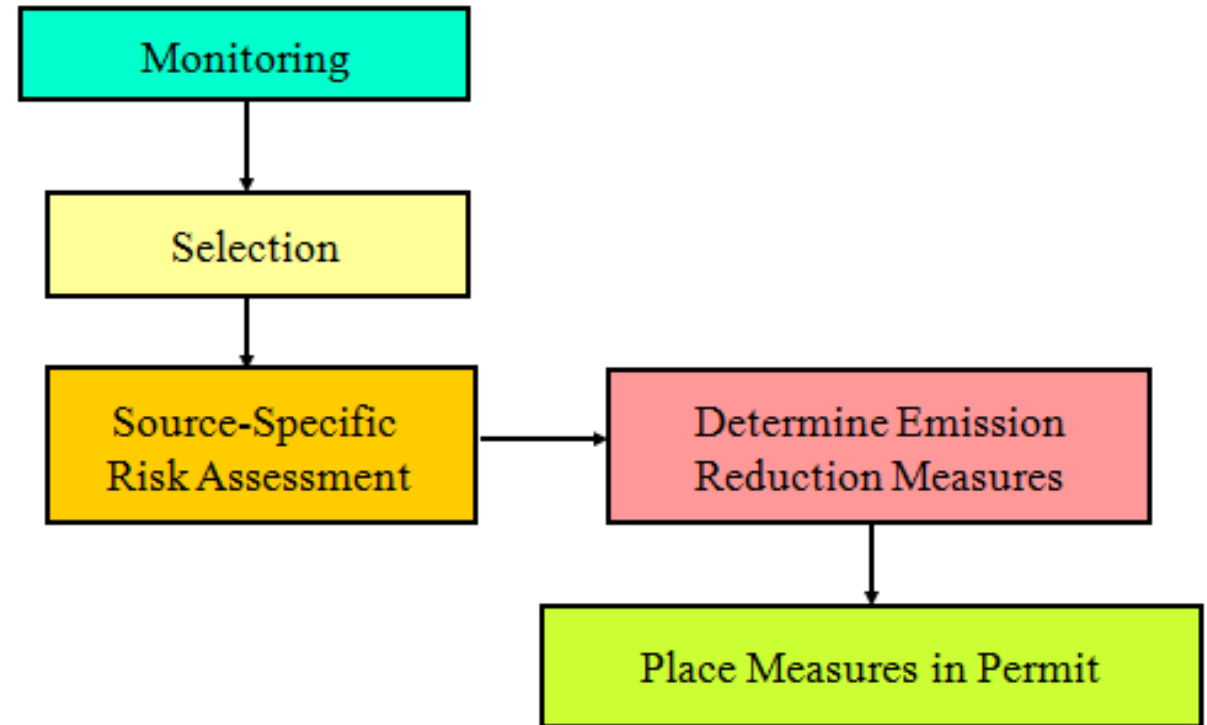 Monitoring
Selection
Source-Specific
Risk Assessment
Determine Emission
Reduction Measures
Place Measures in Permit